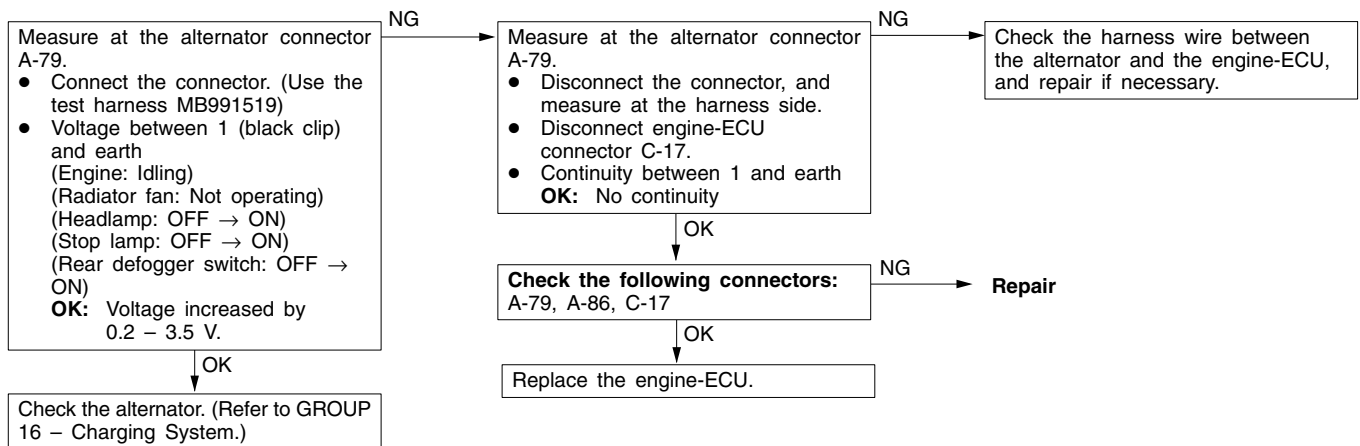 Measure at the alternator connector
A-79.
● Connect the connector. (Use the
test harness MB991519)
● Voltage between 1 (black clip)
and earth
(Engine: Idling)
(Radiator fan: Not operating)
(Headlamp: OFF → ON)
(Stop lamp: OFF → ON)
(Rear defogger switch: OFF →
ON)
OK: Voltage increased by
0.2 – 3.5 V.
OK
Check the alternator. (Refer to GROUP
16 – Charging System.)
NG
Measure at the alternator connector
A-79.
● Disconnect the connector, and
measure at the harness side.
● Disconnect engine-ECU
connector C-17.
● Continuity between 1 and earth
OK: No continuity
OK
Check the following connectors:
A-79, A-86, C-17
OK
Replace the engine-ECU.
NG
Check the harness wire between
the alternator and the engine-ECU,
and repair if necessary.
NG
Repair